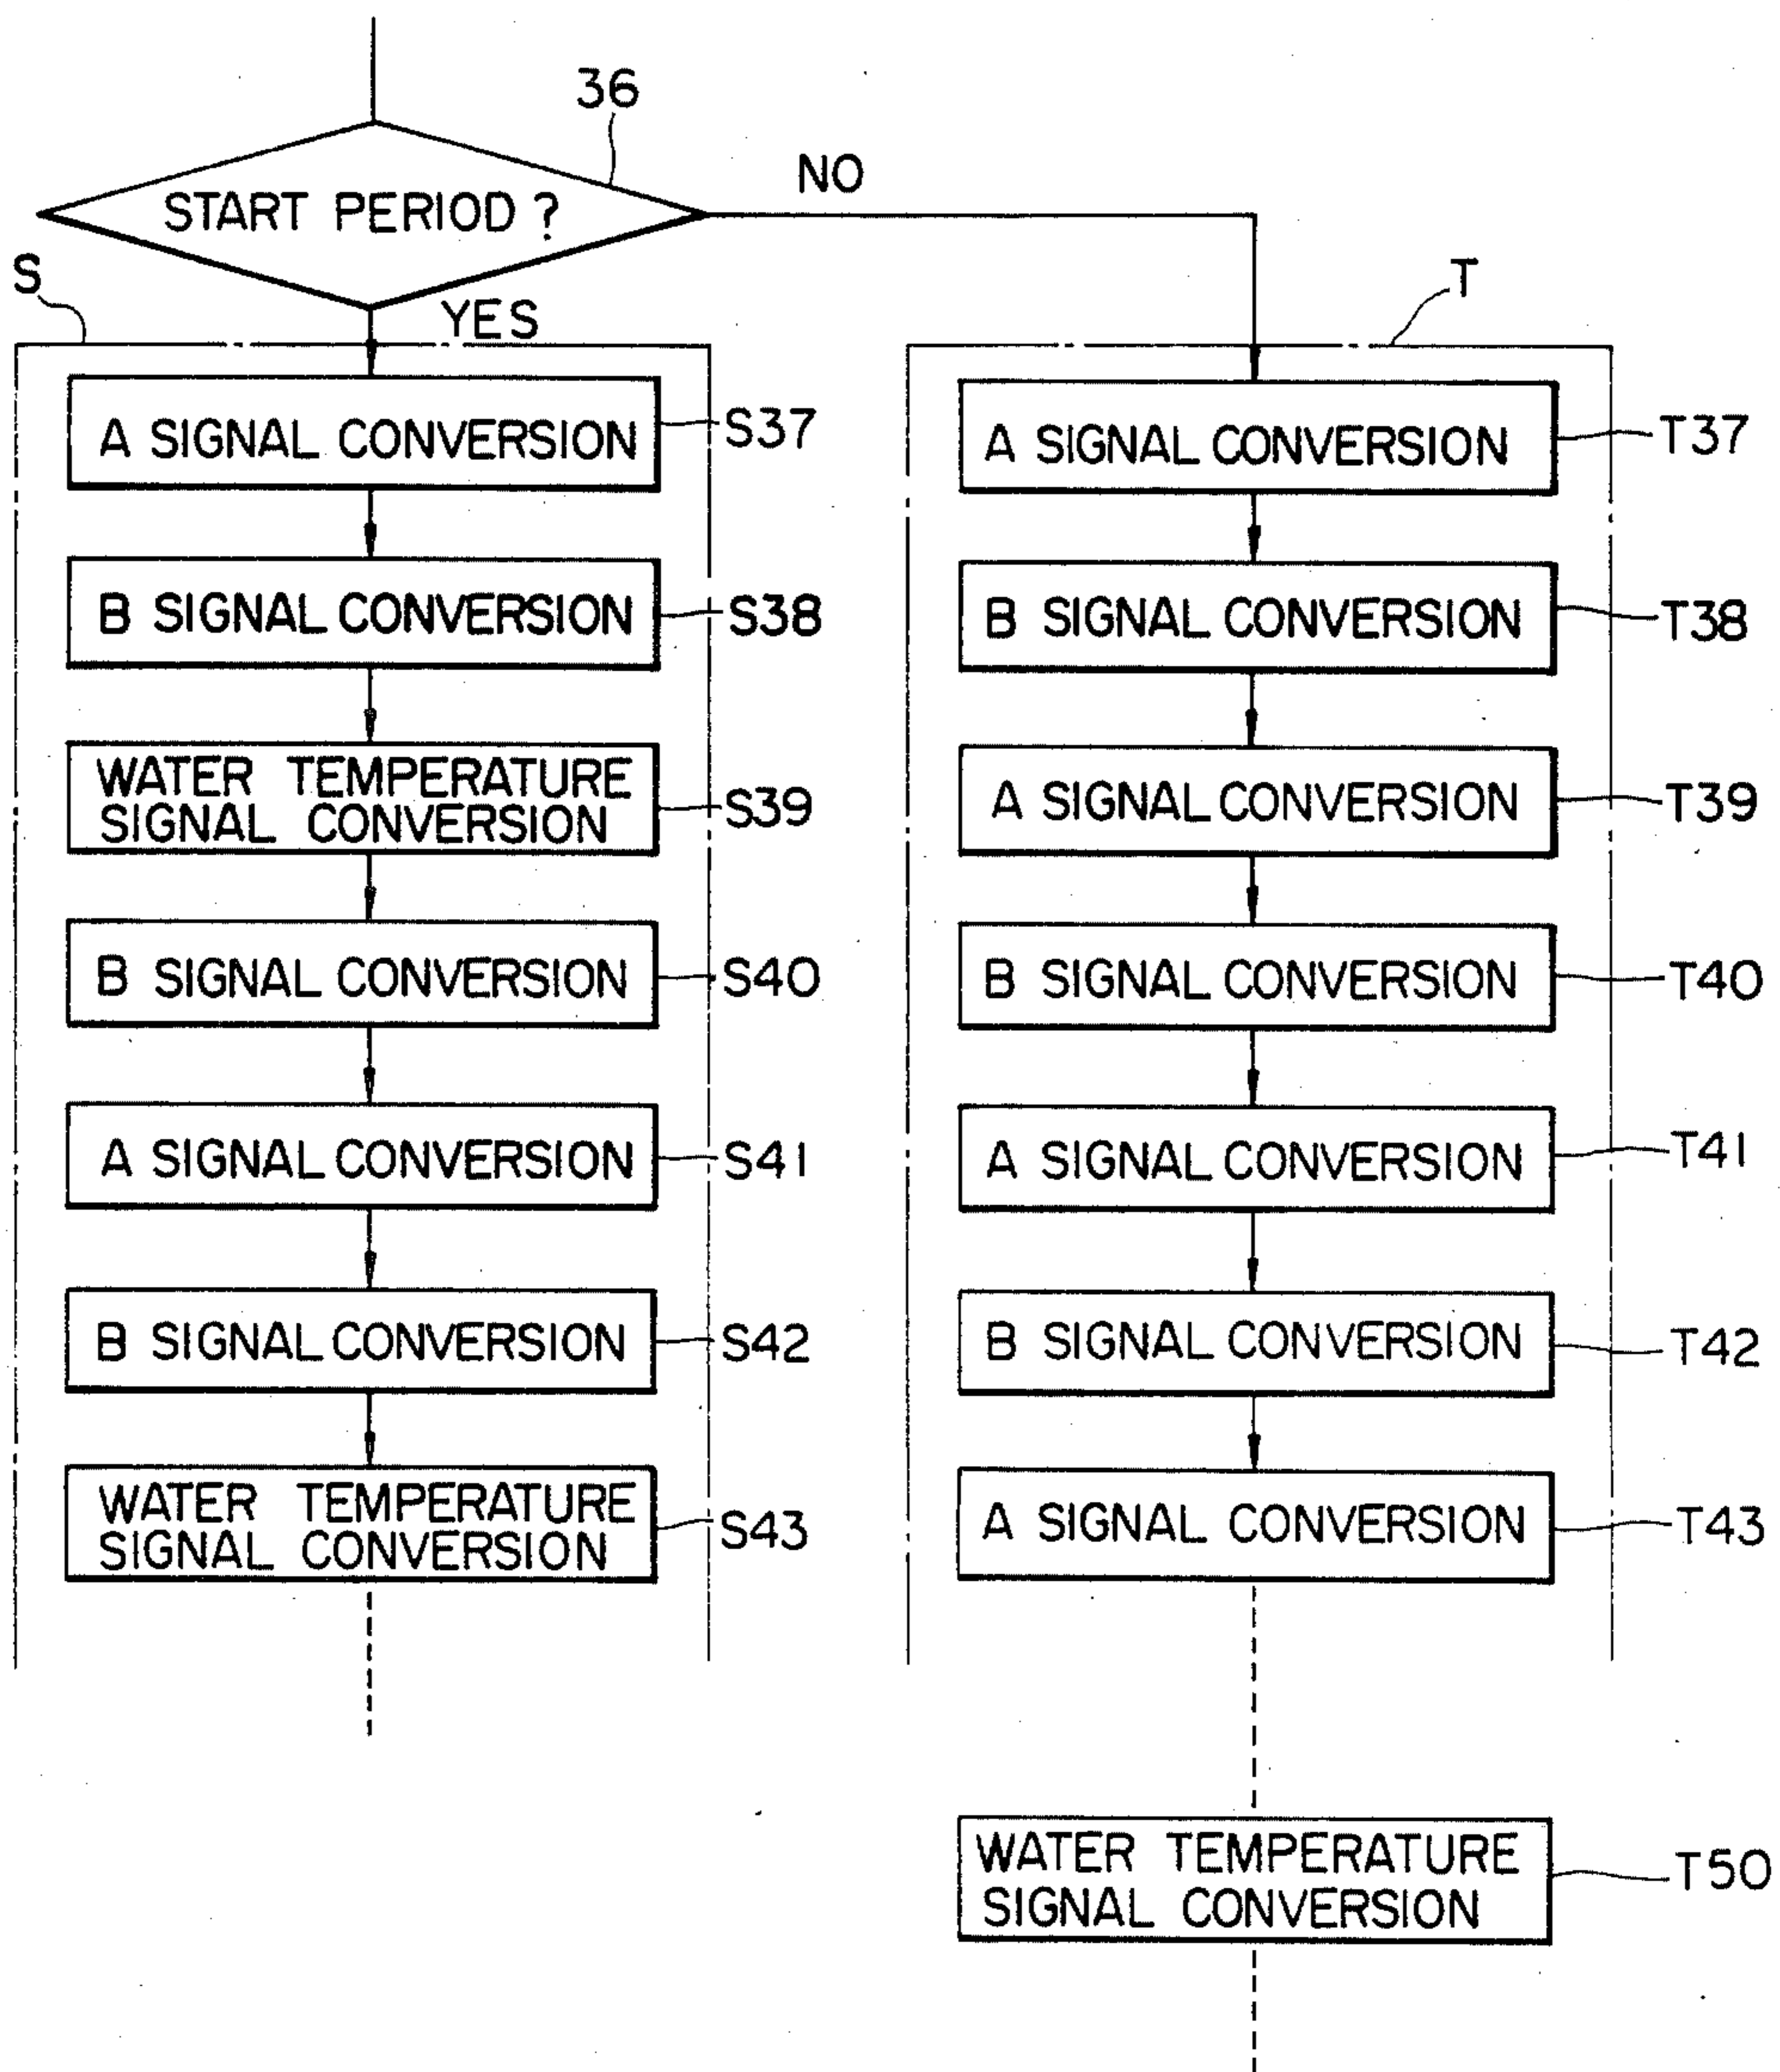 36
START PERIOD ?
NO
YES
S
A SIGNAL CONVERSION
S37
B SIGNAL CONVERSION
S38
WATER TEMPERATURE
SIGNAL CONVERSION
S39
B SIGNAL CONVERSION
S40
A SIGNAL CONVERSION
S41
B SIGNAL CONVERSION
S42
WATER TEMPERATURE
SIGNAL CONVERSION
S43
T
A SIGNAL CONVERSION
T37
B SIGNAL CONVERSION
T38
A SIGNAL CONVERSION
T39
B SIGNAL CONVERSION
T40
A SIGNAL CONVERSION
T41
B SIGNAL CONVERSION
T42
A SIGNAL CONVERSION
T43
WATER TEMPERATURE
SIGNAL CONVERSION
T50